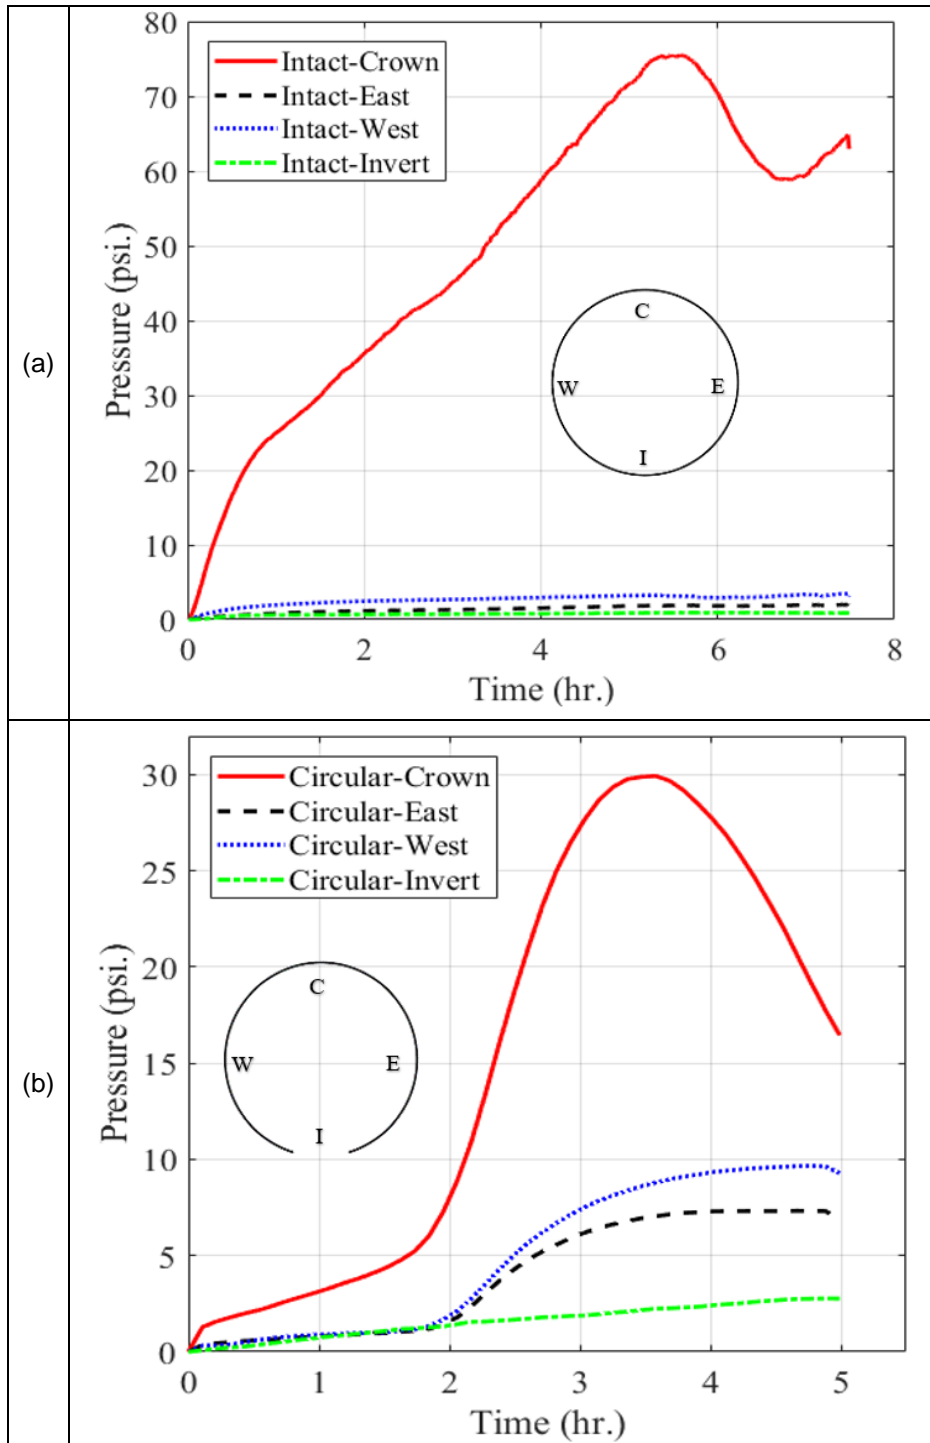 (a)
80
70
60
50
40
30
20
10
0
Pressure (psi.)
Intact-Crown
Intact-East
Intact-West
Intact-Invert
C
W
E
I
0 2 4 6 8
Time (hr.)
(b)
30
25
20
15
10
5
0
Pressure (psi.)
Circular-Crown
Circular-East
Circular-West
Circular-Invert
C
W
E
I
0 1 2 3 4 5
Time (hr.)